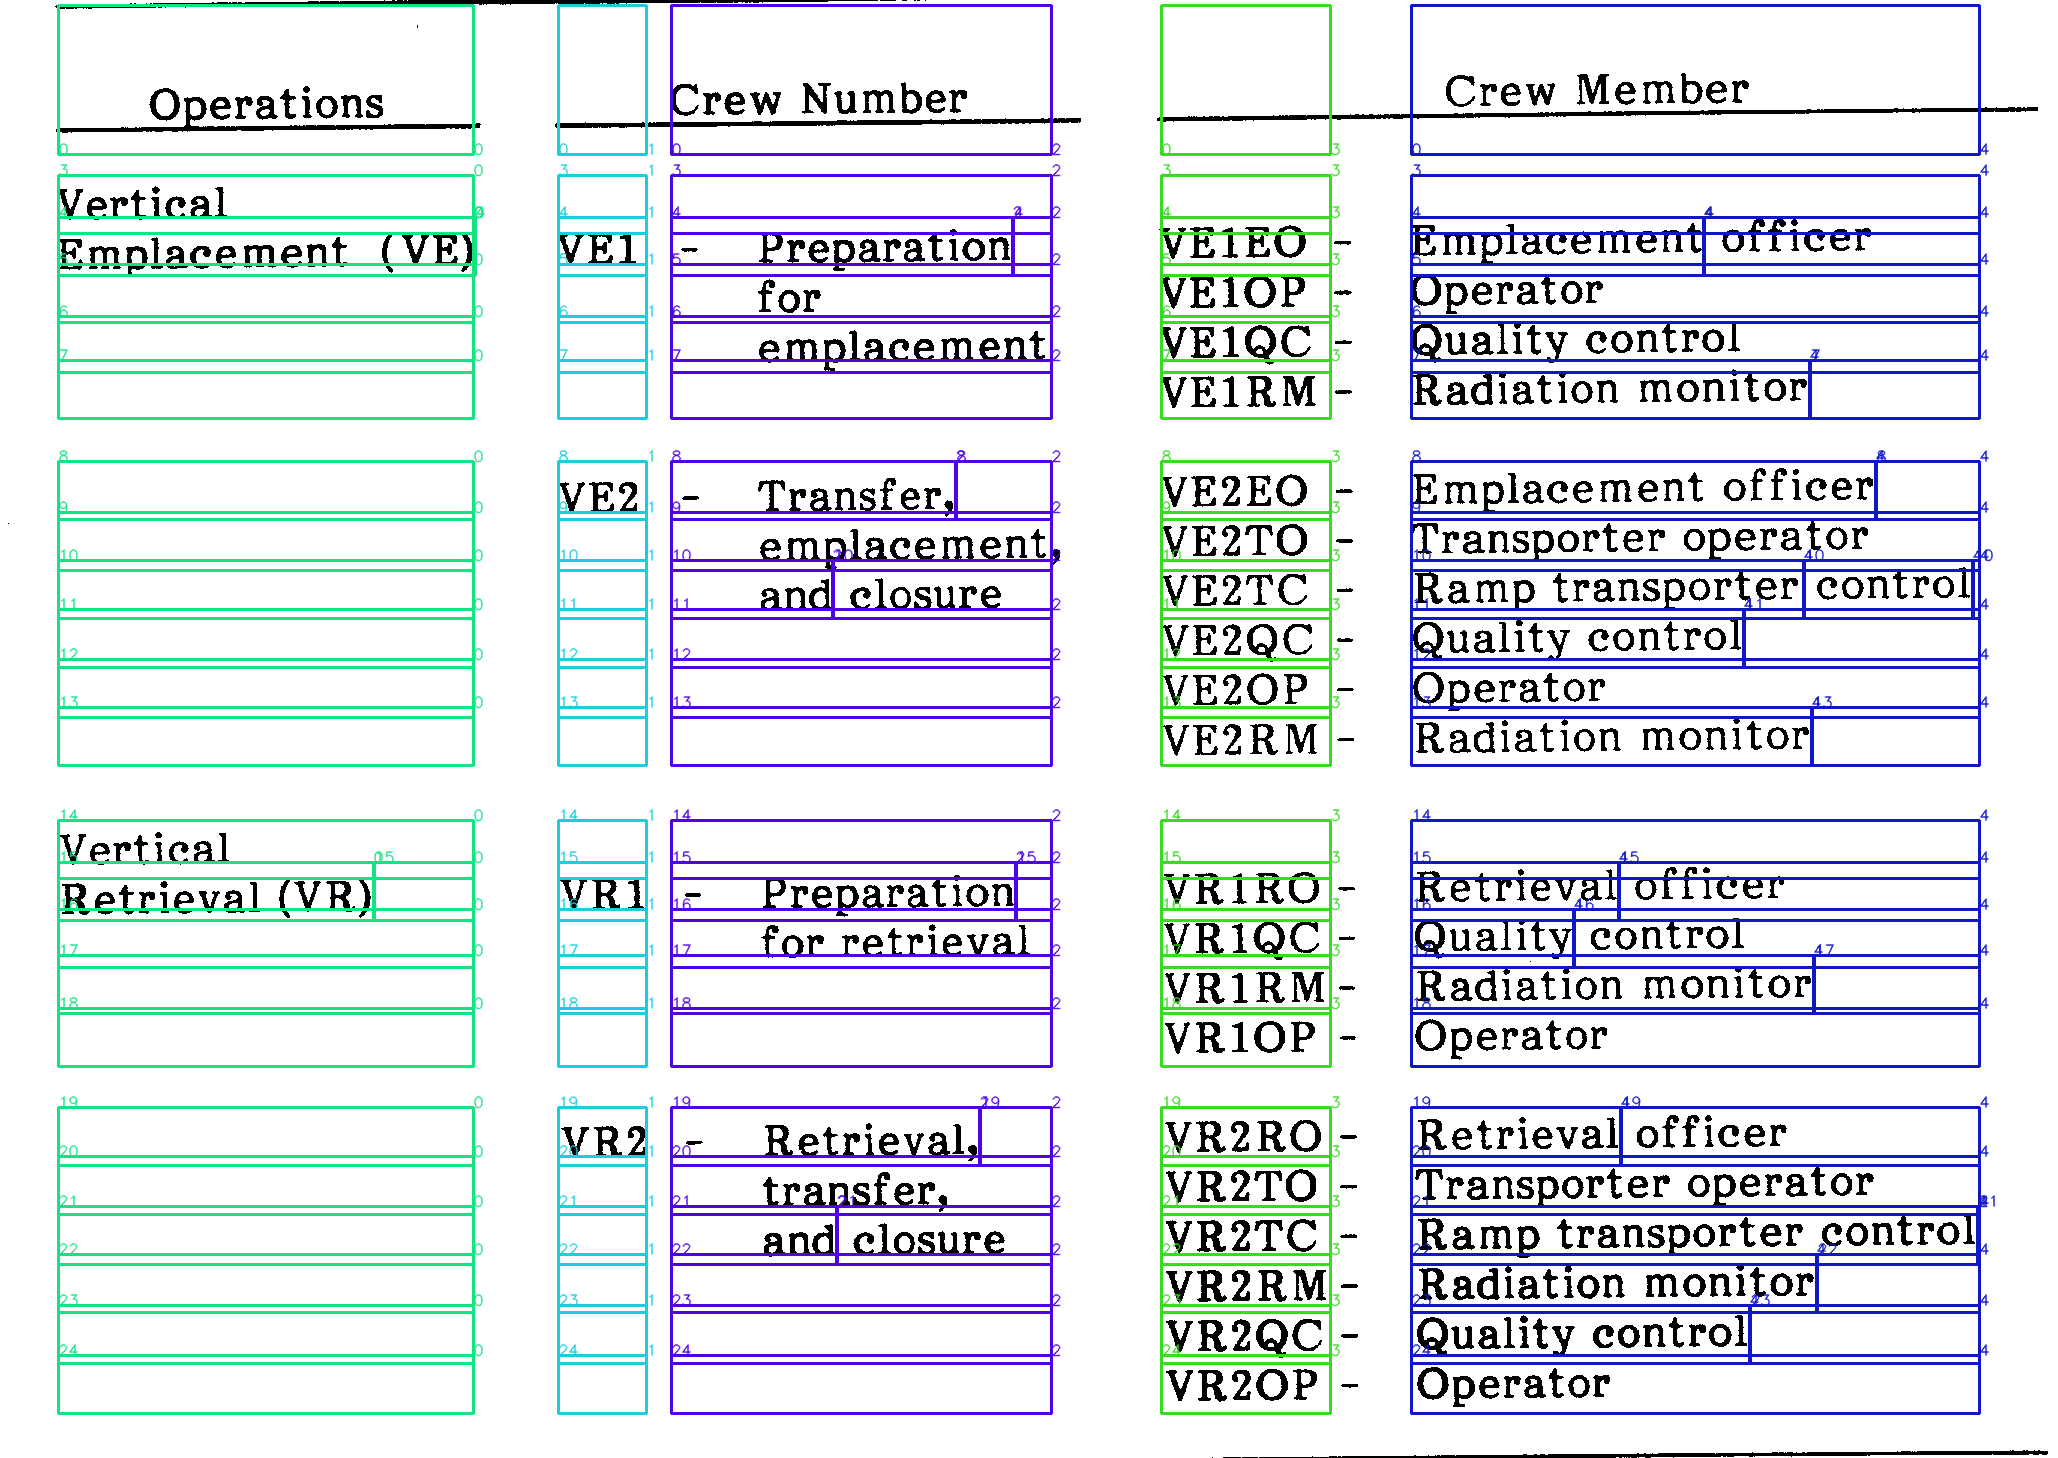 Operations Crew Number Crew Member
Vertical
Emplacement (VE) VE1 - Preparation VE1EO - Emplacement officer
for VE1OP - Operator
emplacement VE1QC - Quality control
VE1RM - Radiation monitor
VE2 - Transfer, VE2EO - Emplacement officer
emplacement, VE2TO - Transporter operator
and closure VE2TC - Ramp transporter control
VE2QC - Quality control
VE2OP - Operator
VE2RM - Radiation monitor
Vertical
Retrieval (VR) VR1 - Preparation VR1RO - Retrieval officer
for retrieval VR1QC - Quality control
VR1RM - Radiation monitor
VR1OP - Operator
VR2 - Retrieval, VR2RO - Retrieval officer
transfer, VR2TO - Transporter operator
and closure VR2TC - Ramp transporter control
VR2RM - Radiation monitor
VR2QC - Quality control
VR2OP - Operator